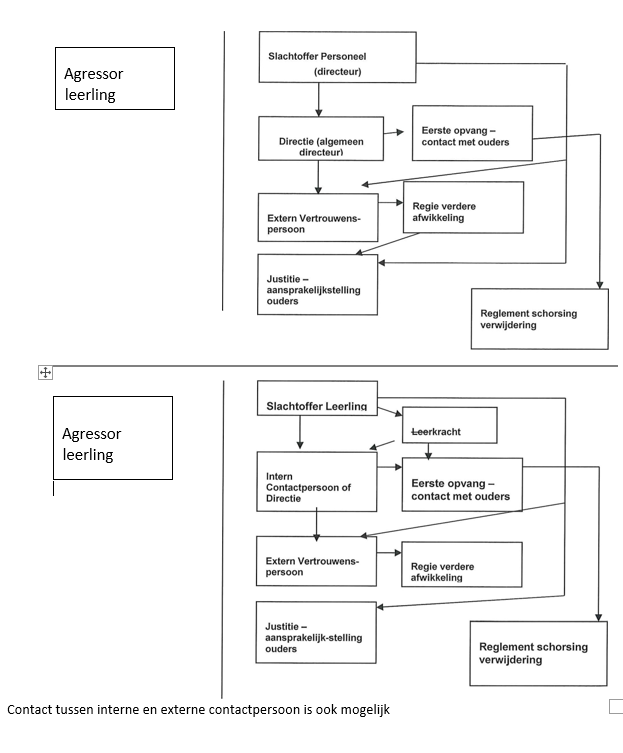 Agressor
leerling
Slachtoffer Personeel
(directeur)
Directie (algemeen
directeur)
Eerste opvang –
contact met ouders
Extern Vertrouwens-
persoon
Regie verdere
afwikkeling
Justitie –
aansprakelijkstelling
ouders
Reglement schorsing
verwijdering
Agressor
leerling
Slachtoffer Leerling
Leerkracht
Intern
Contactpersoon of
Directie
Eerste opvang –
contact met ouders
Extern Vertrouwens-
persoon
Regie verdere
afwikkeling
Justitie –
aansprakelijk-stelling
ouders
Reglement schorsing
verwijdering
Contact tussen interne en externe contactpersoon is ook mogelijk